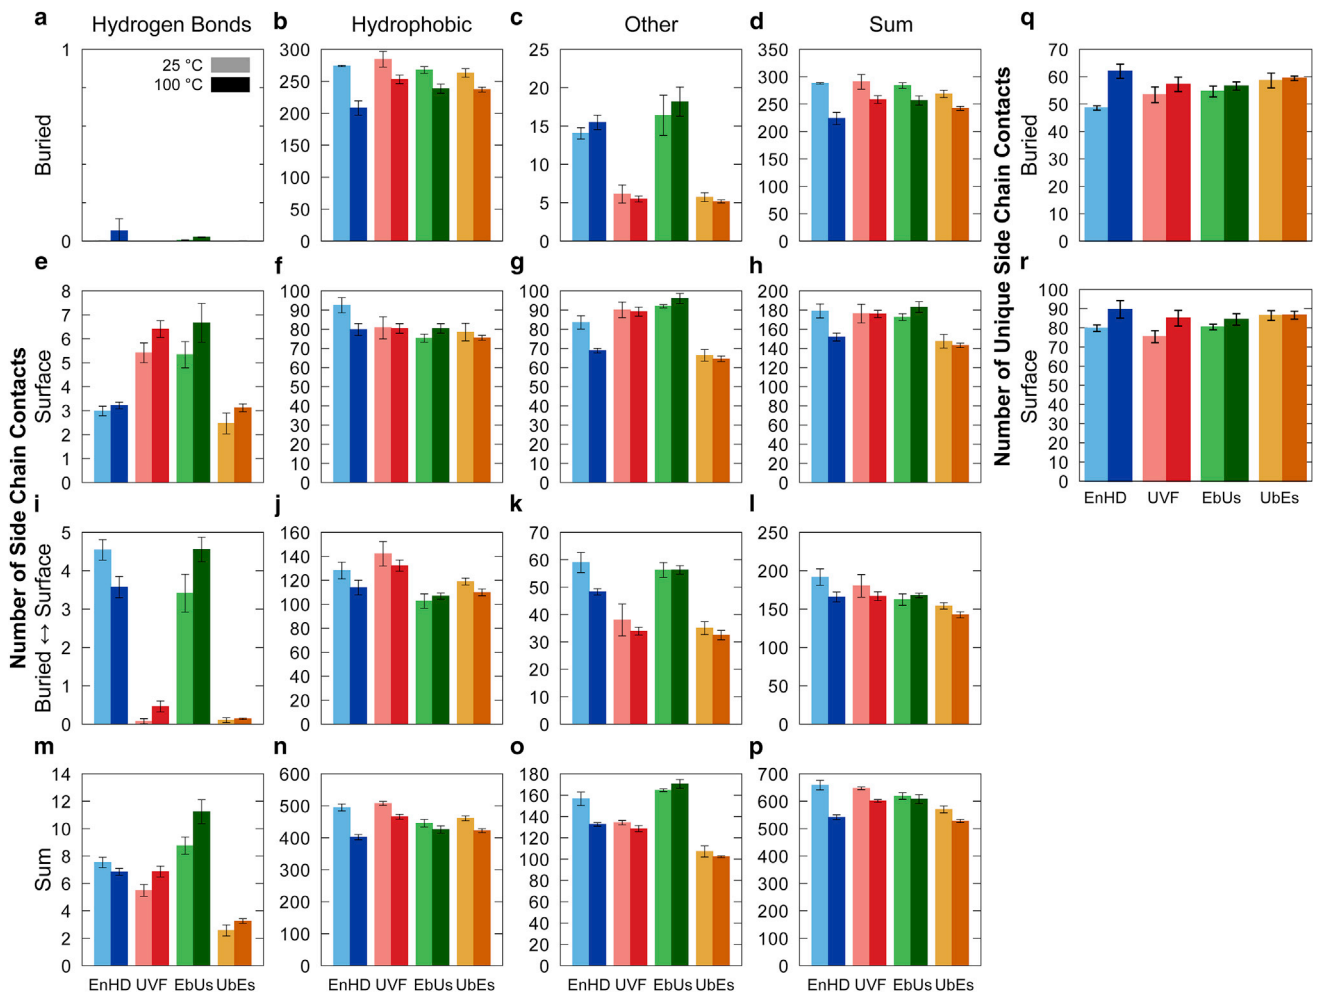 a Hydrogen Bonds b Hydrophobic c Other d Sum q
1 300 25 350 70
25 °C
100 °C
250 20 300 60
200 15 250 50
150 10 200 40
100 5 150 30
50 0 100 20
0 0 50 10
0 0
Buried
Number of Unique Side Chain Contacts
Buried
e f g h r
8 100 100 200 100
7 90 90 180 90
6 80 80 160 80
5 70 70 140 70
4 60 60 120 60
3 50 50 100 50
2 40 40 80 40
1 30 30 60 30
0 20 20 40 20
10 10 20 10
0 0 0 0
Surface
Surface
EnHD UVF EbUs UbEs
Number of Side Chain Contacts
i j k l
5 160 70 250
4 140 60 200
3 120 50 150
2 100 40 100
1 80 30 50
0 60 20 0
40 10
20 0
0
Buried ↔ Surface
m n o p
14 600 180 700
12 500 160 600
10 400 140 500
8 300 120 400
6 200 100 300
4 100 80 200
2 0 60 100
0 40 0
20
0
Sum
EnHD UVF EbUs UbEs EnHD UVF EbUs UbEs EnHD UVF EbUs UbEs EnHD UVF EbUs UbEs